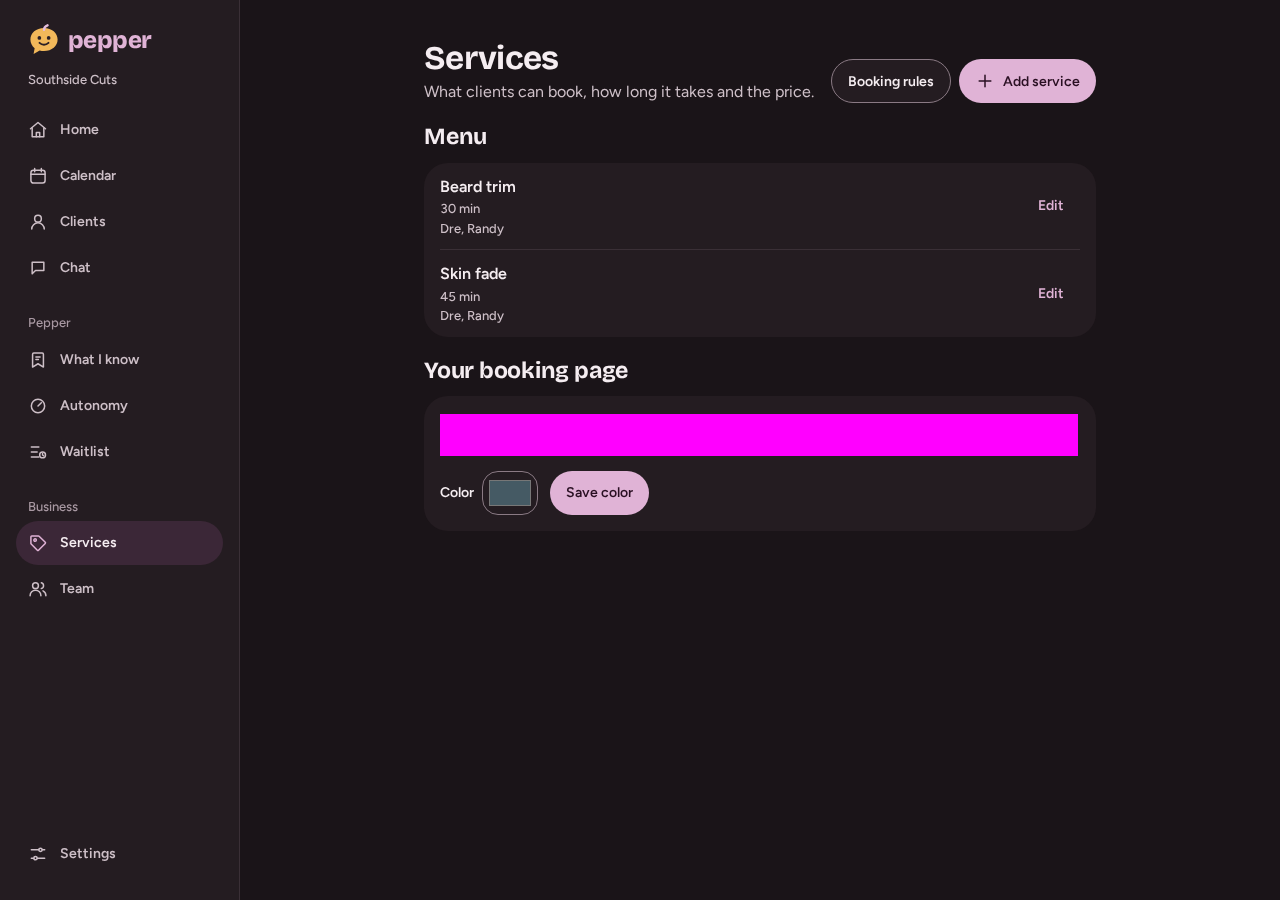 pepper
Southside Cuts
Home
Calendar
Clients
Chat
Pepper
What I know
Autonomy
Waitlist
Business
Services
Team
Settings
Services
What clients can book, how long it takes and the price.
Booking rules
Add service
Menu
Beard trim
30 min
Dre, Randy
Edit
Skin fade
45 min
Dre, Randy
Edit
Your booking page
Color
Save color